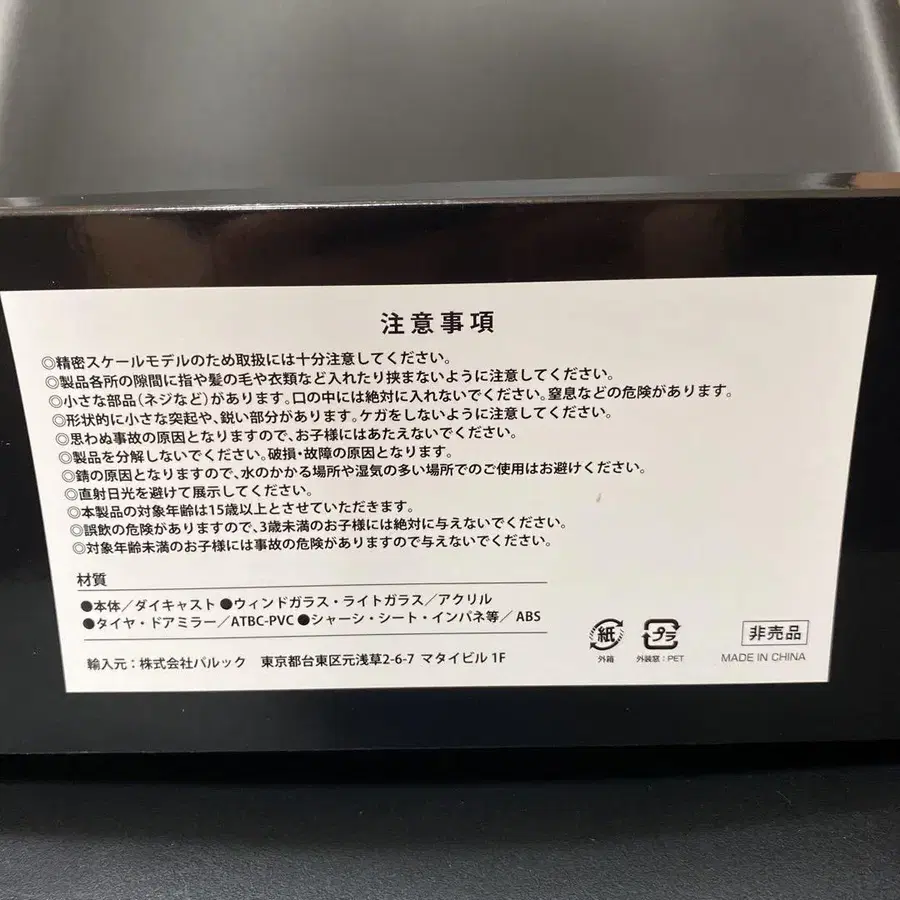 注意事項
◎精密スケールモデルのため取扱には十分注意してください。
◎製品各所の隙間に指や髪の毛や衣類など入れたり挟まないように注意してください。
◎小さな部品(ネジなど)があります。口の中には絶対に入れないでください。窒息などの危険があります。
◎形状的に小さな突起や、鋭い部分があります。ケガをしないように注意してください。
◎思わぬ事故の原因となりますので、お子様にはあたえないでください。
◎製品を分解しないでください。破損・故障の原因となります。
◎錆の原因となりますので、水のかかる場所や湿気の多い場所でのご使用はお避けください。
◎直射日光を避けて展示してください。
◎本製品の対象年齢は15歳以上とさせていただきます。
◎誤飲の危険がありますので、3歳未満のお子様には絶対に与えないでください。
◎対象年齢未満のお子様には事故の危険がありますので与えないでください。
材質
●本体/ダイキャスト ●ウィンドガラス・ライトガラス/アクリル
●タイヤ・ドアミラー/ATBC-PVC ●シャーシ・シート・インパネ等/ABS
輸入元:株式会社バルック 東京都台東区元浅草2-6-7 マタイビル 1F
紙
外箱
プラ
外装窓:PET
非売品
MADE IN CHINA